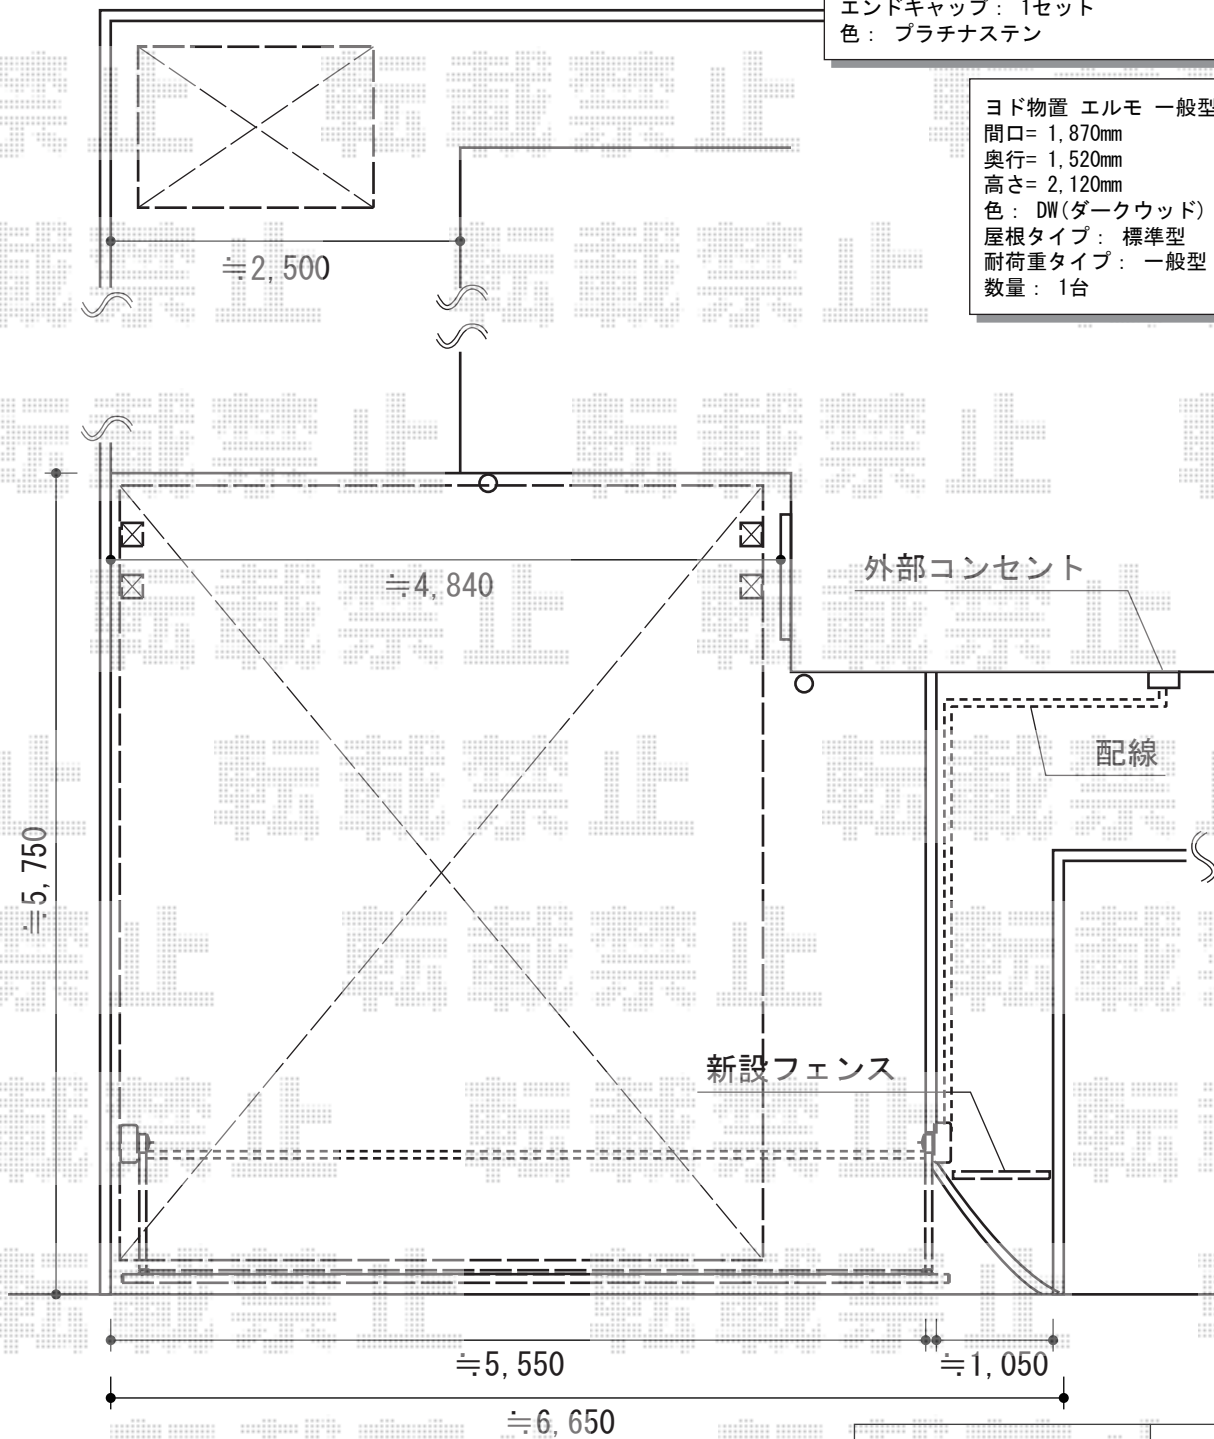 エンドキャップ： 1セット
色： プラチナステン
ヨド物置 エルモ 一般型
間口= 1,870mm
奥行= 1,520mm
高さ= 2,120mm
色： DW(ダークウッド)
屋根タイプ： 標準型
耐荷重タイプ： 一般型
数量： 1台
≒2,500
≒4,840
外部コンセント
配線
≒5,750
新設フェンス
≒5,550
≒1,050
≒6,650
転載禁止